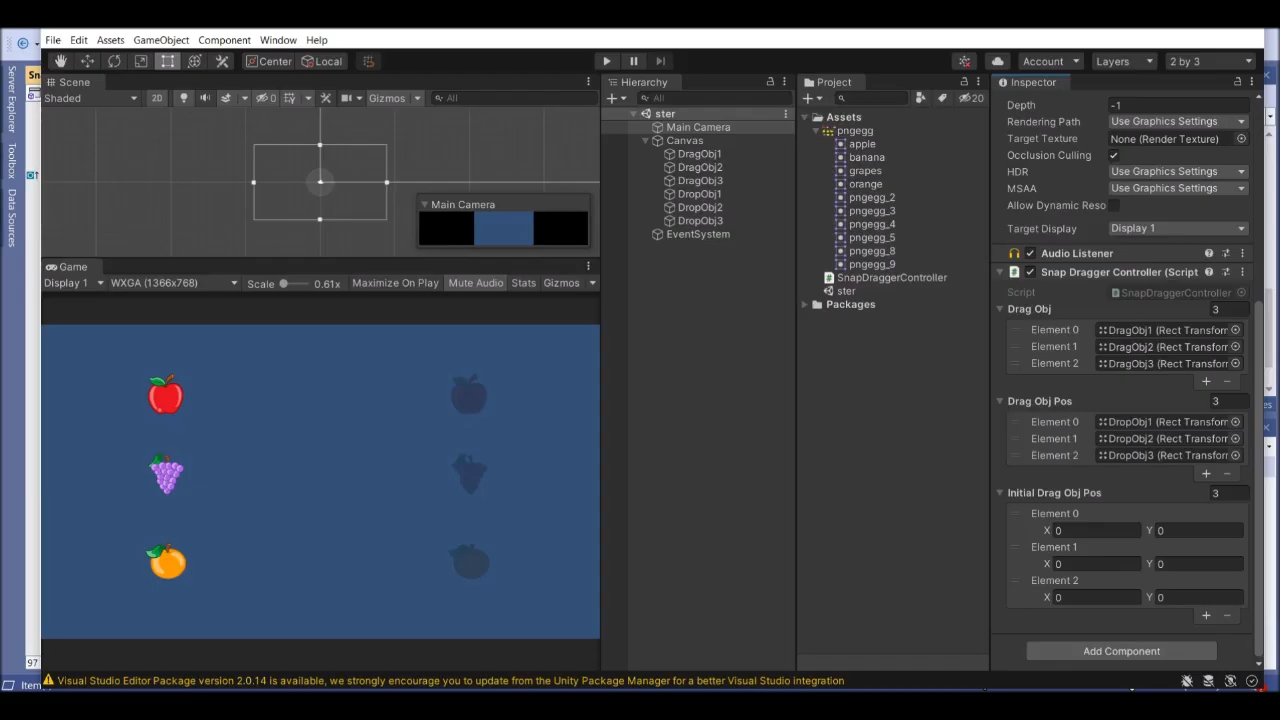 File Edit Assets GameObject Component Window Help
Center Local Account Layers 2 by 3
Scene
Shaded 2D 0 Gizmos All
Main Camera
Game
Display 1 WXGA (1366x768) Scale 0.61x Maximize On Play Mute Audio Stats Gizmos
Hierarchy
All
ster
Main Camera
Canvas
DragObj1
DragObj2
DragObj3
DropObj1
DropObj2
DropObj3
EventSystem
Project
20
Assets
pngegg
apple
banana
grapes
orange
pngegg_2
pngegg_3
pngegg_4
pngegg_5
pngegg_8
pngegg_9
SnapDraggerController
ster
Packages
Inspector
Depth -1
Rendering Path Use Graphics Settings
Target Texture None (Render Texture)
Occlusion Culling
HDR Use Graphics Settings
MSAA Use Graphics Settings
Allow Dynamic Reso
Target Display Display 1
Audio Listener
Snap Dragger Controller (Script
Script SnapDraggerController
Drag Obj 3
Element 0 DragObj1 (Rect Transforn
Element 1 DragObj2 (Rect Transforn
Element 2 DragObj3 (Rect Transforn
Drag Obj Pos 3
Element 0 DropObj1 (Rect Transforn
Element 1 DropObj2 (Rect Transforn
Element 2 DropObj3 (Rect Transforn
Initial Drag Obj Pos 3
Element 0
X 0 Y 0
Element 1
X 0 Y 0
Element 2
X 0 Y 0
Add Component
Server Explorer
Toolbox
Data Sources
Sna
97
Item
Visual Studio Editor Package version 2.0.14 is available, we strongly encourage you to update from the Unity Package Manager for a better Visual Studio integration